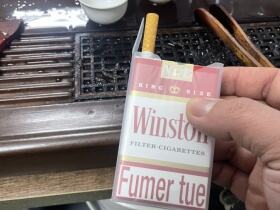 KING SIZE
Winston
FILTER-CIGARETTES
Fumer tue